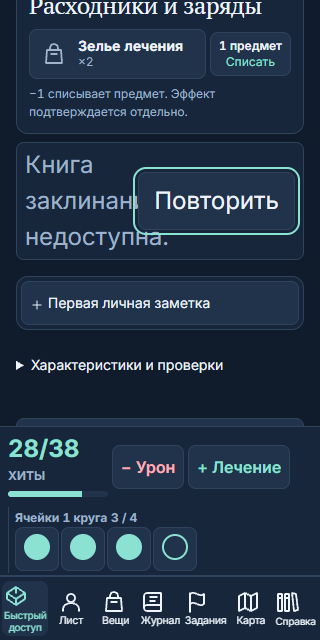 Расходники и заряды
Зелье лечения
×2
1 предмет
Списать
−1 списывает предмет. Эффект
подтверждается отдельно.
Книга
недоступна.
Повторить
+ Первая личная заметка
Характеристики и проверки
28/38
ХИТЫ
− Урон
+ Лечение
Ячейки 1 круга 3 / 4
Быстрый
доступ
Лист
Вещи
Журнал
Задания
Карта
Справка